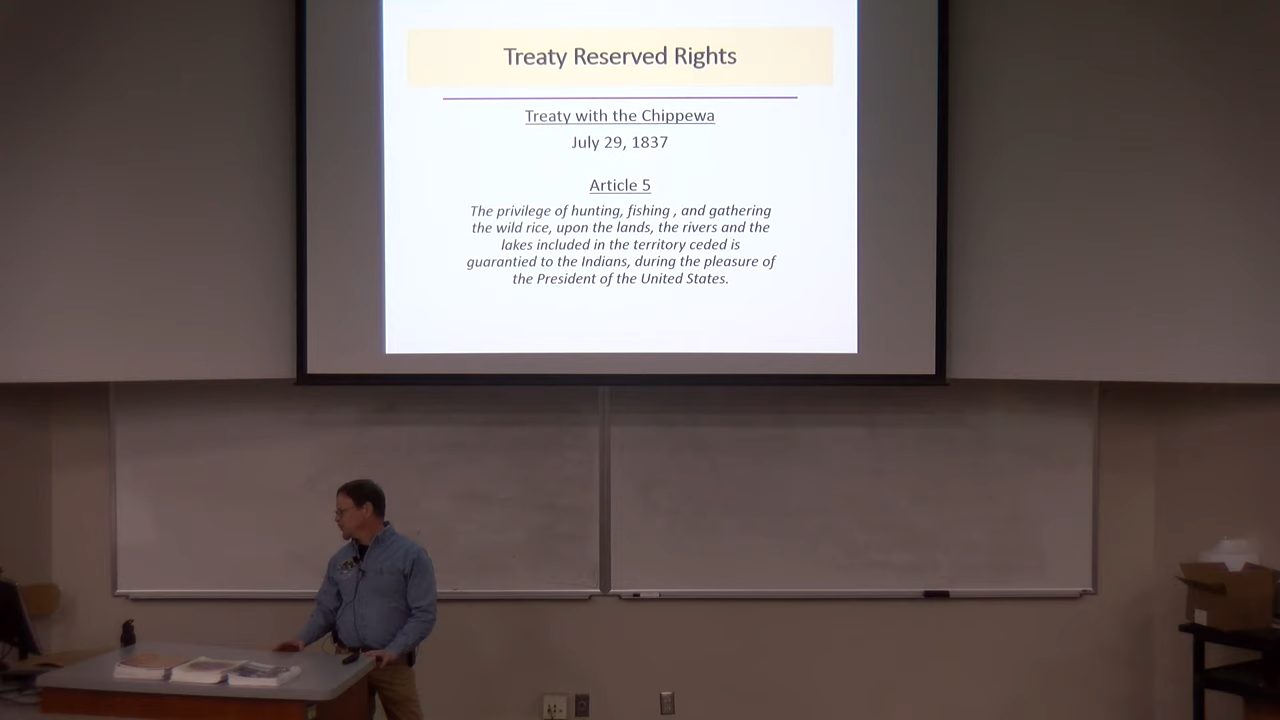 Treaty Reserved Rights
Treaty with the Chippewa
July 29, 1837
Article 5
The privilege of hunting, fishing , and gathering
the wild rice, upon the lands, the rivers and the
lakes included in the territory ceded is
guarantied to the Indians, during the pleasure of
the President of the United States.